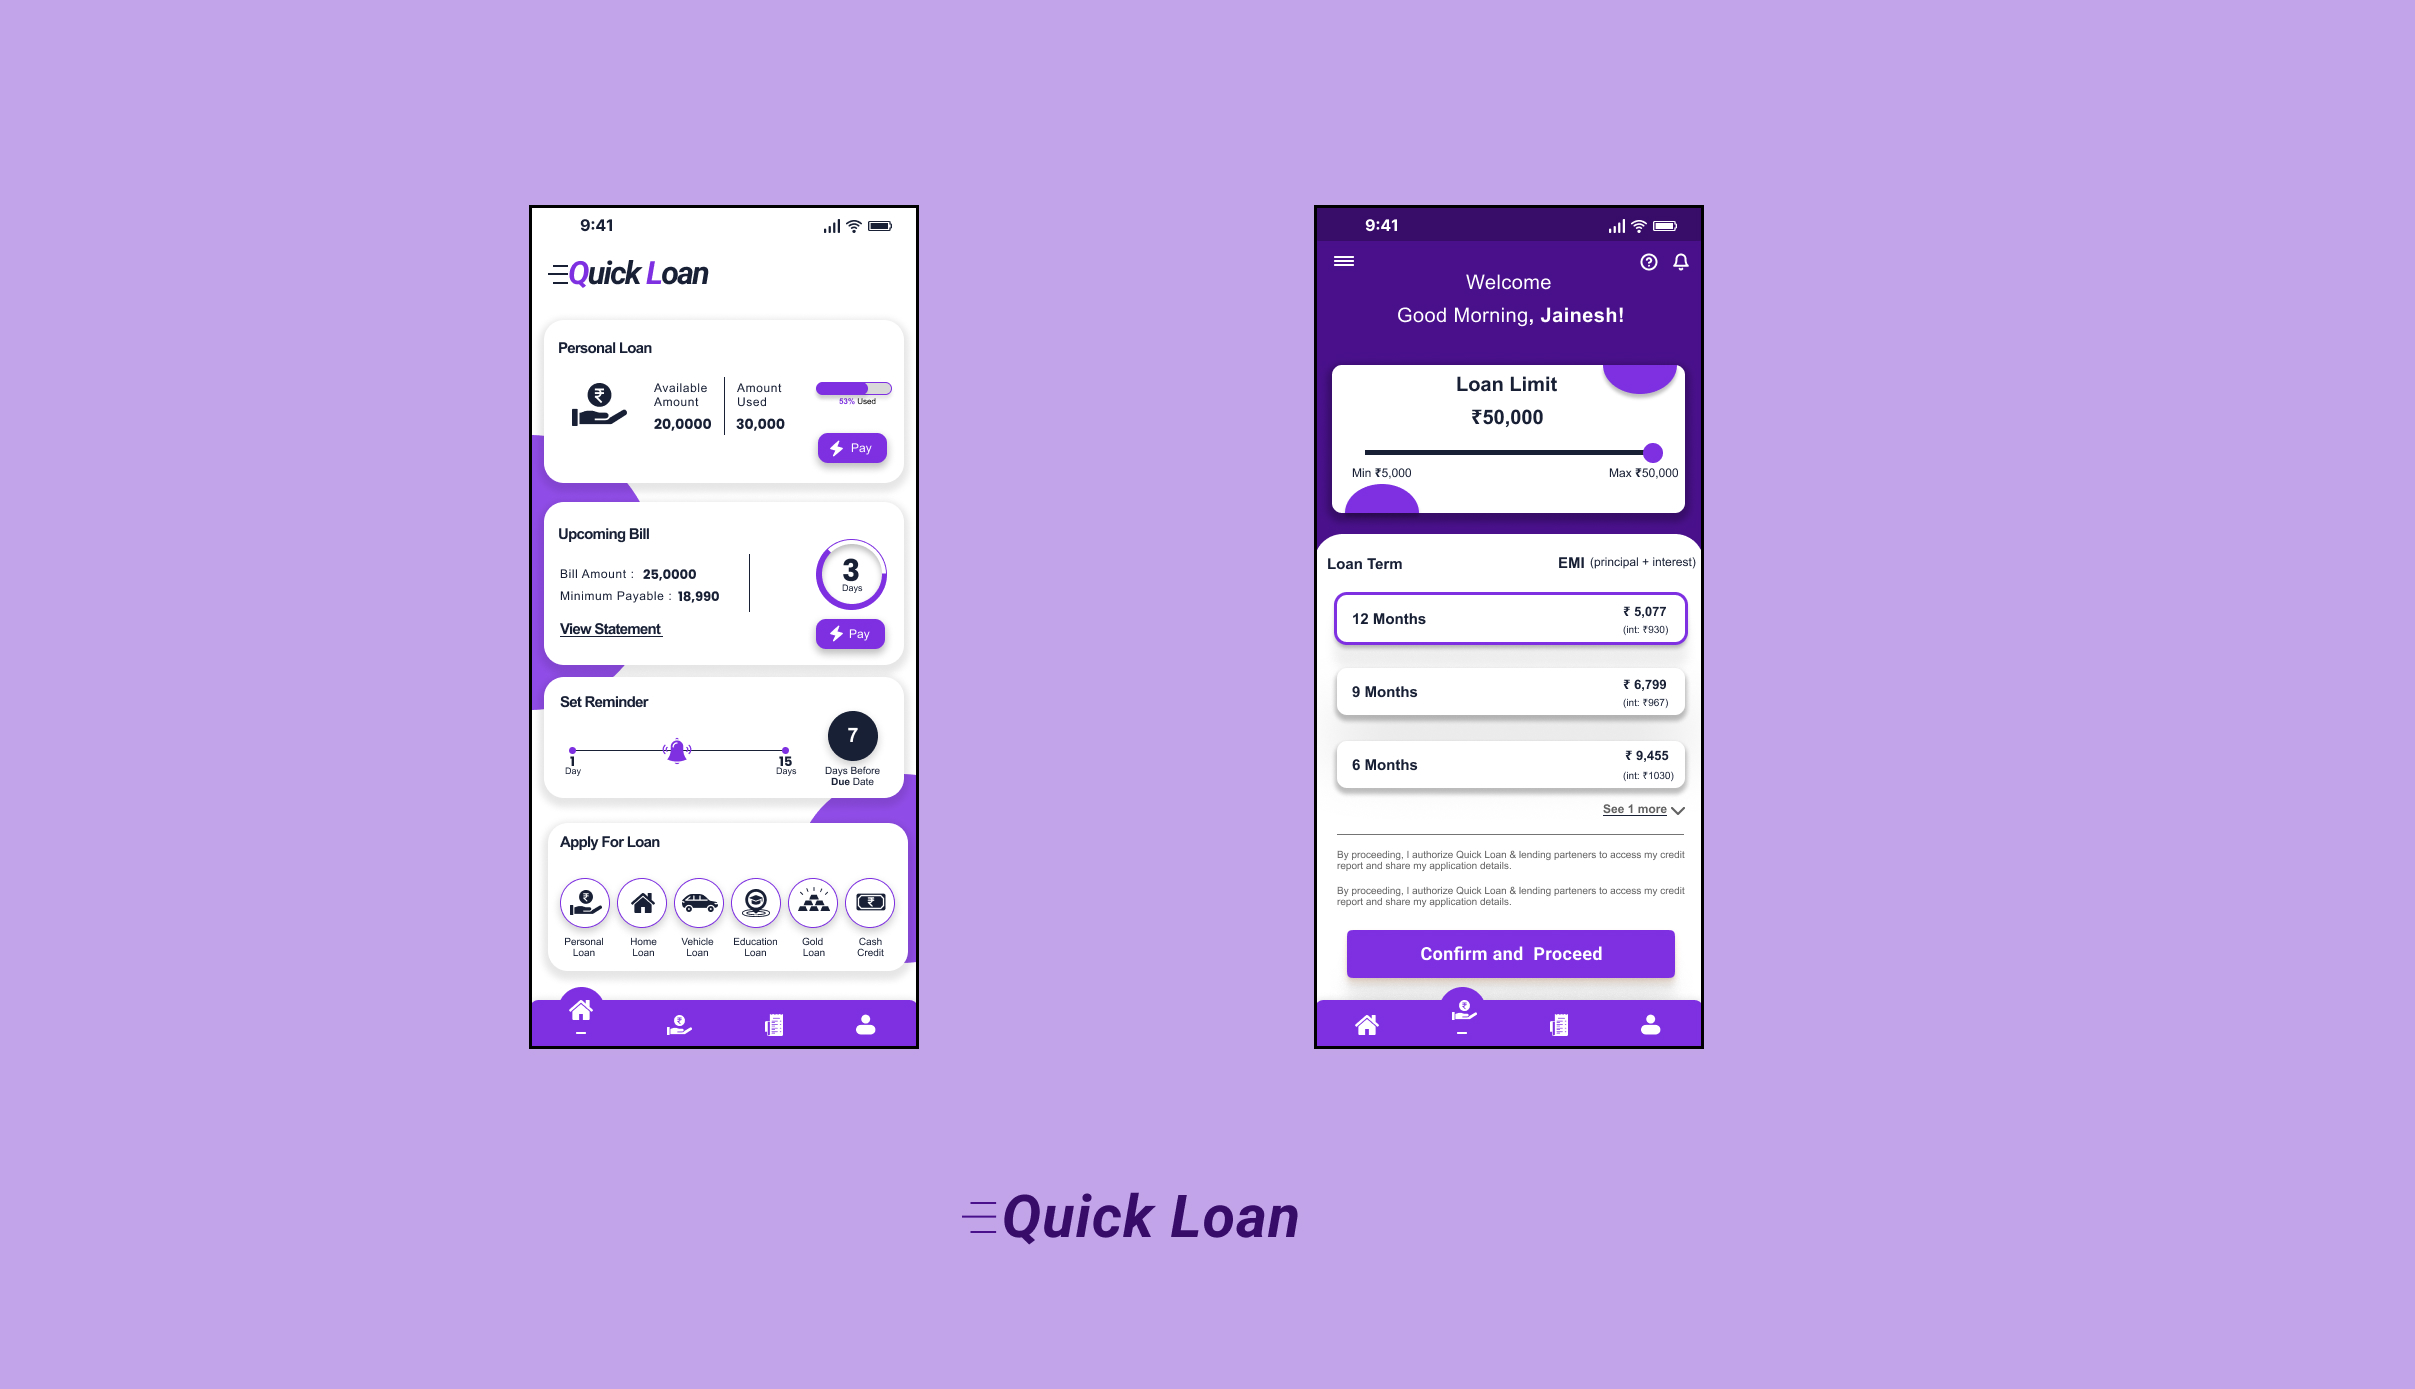 9:41
Quick Loan
Personal Loan
Available
Amount
20,0000
Amount
Used
30,000
53% Used
Pay
Upcoming Bill
Bill Amount : 25,0000
Minimum Payable : 18,990
View Statement
3
Days
Pay
Set Reminder
1
Day
15
Days
7
Days Before
Due Date
Apply For Loan
Personal
Loan
Home
Loan
Vehicle
Loan
Education
Loan
Gold
Loan
Cash
Credit
9:41
Welcome
Good Morning, Jainesh!
Loan Limit
₹50,000
Min ₹5,000
Max ₹50,000
Loan Term
EMI (principal + interest)
12 Months
₹ 5,077
(int: ₹930)
9 Months
₹ 6,799
(int: ₹967)
6 Months
₹ 9,455
(int: ₹1030)
See 1 more
By proceeding, I authorize Quick Loan & lending parteners to access my credit
report and share my application details.
By proceeding, I authorize Quick Loan & lending parteners to access my credit
report and share my application details.
Confirm and Proceed
Quick Loan